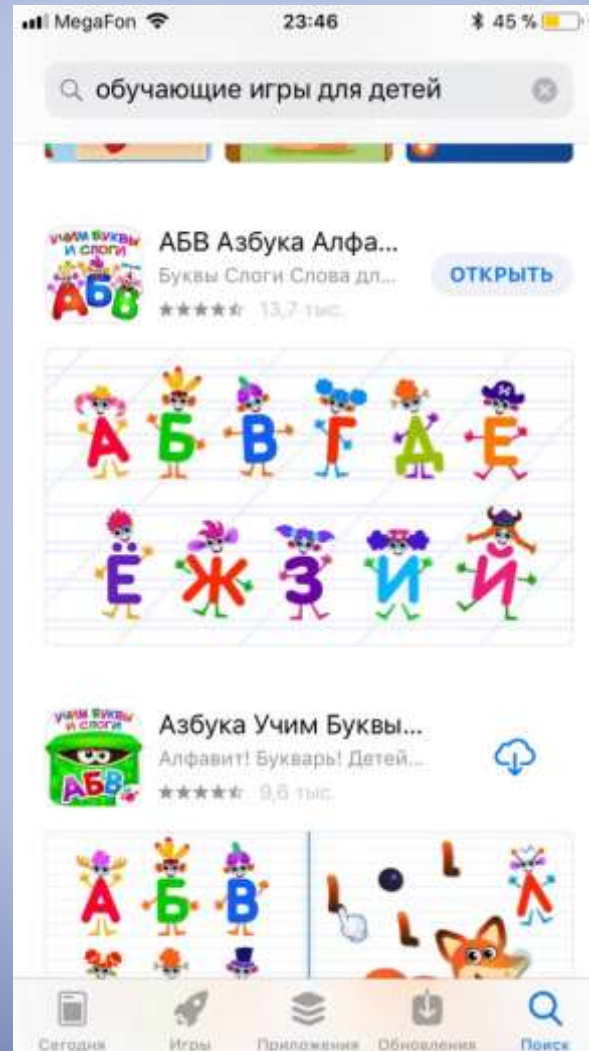 MegaFon 23:46 45 %
обучающие игры для детей
УЧИМ БУКВЫ
И СЛОГИ
АБВ
АБВ Азбука Алфа...
Буквы Слоги Слова дл...
ОТКРЫТЬ
13,7 тыс.
А Б В Г Д Е
Ё Ж З И Й
УЧИМ БУКВЫ
И СЛОГИ
АБВ
Азбука Учим Буквы...
Алфавит! Букварь! Детей...
9,6 тыс.
А Б В
Л
Сегодня Игры Приложения Обновления Поиск